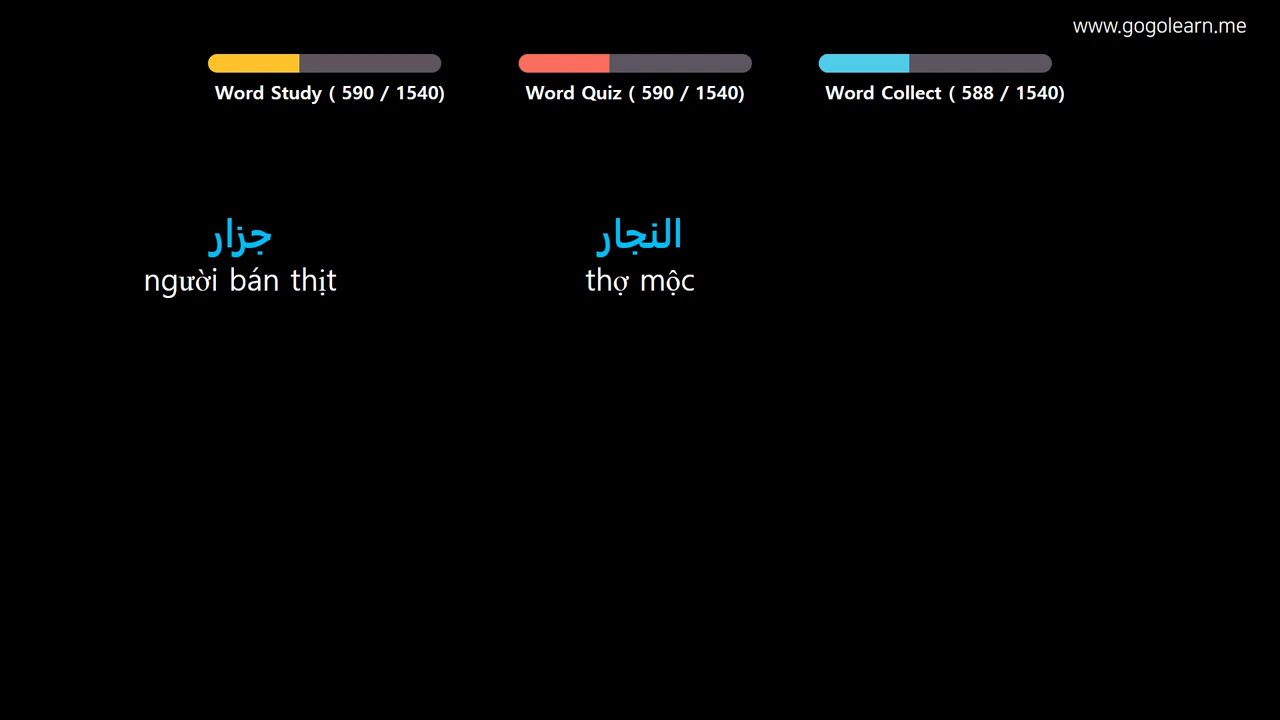 www.gogolearn.me
Word Study ( 590 / 1540)
Word Quiz ( 590 / 1540)
Word Collect ( 588 / 1540)
جزار
người bán thịt
النجار
thợ mộc